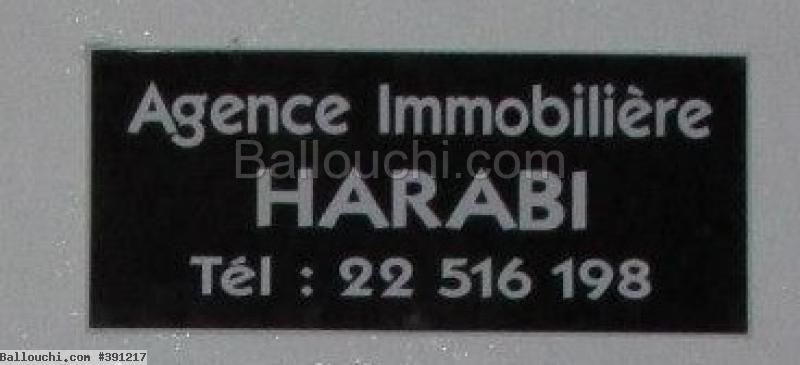 Agence Immobilière
Ballouchi.com
HARABI
Tél : 22 516 198
Ballouchi.com #391217